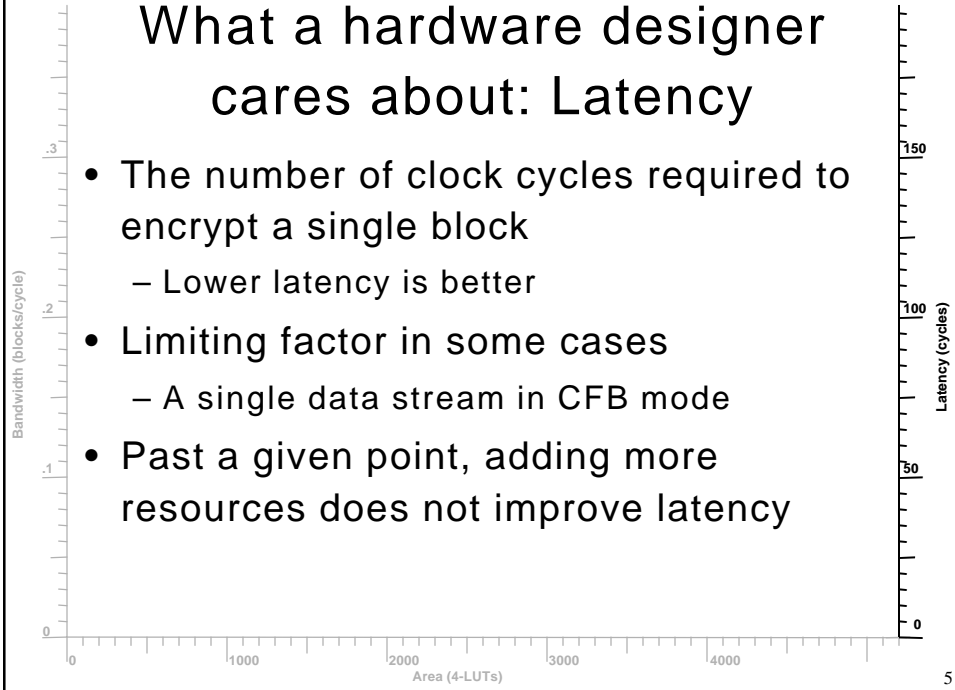 What a hardware designer
cares about: Latency
• The number of clock cycles required to
encrypt a single block
– Lower latency is better
• Limiting factor in some cases
– A single data stream in CFB mode
• Past a given point, adding more
resources does not improve latency
Bandwidth (blocks/cycle)
.3
.2
.1
0
150
100
50
0
Latency (cycles)
0
1000
2000
3000
4000
Area (4-LUTs)
5